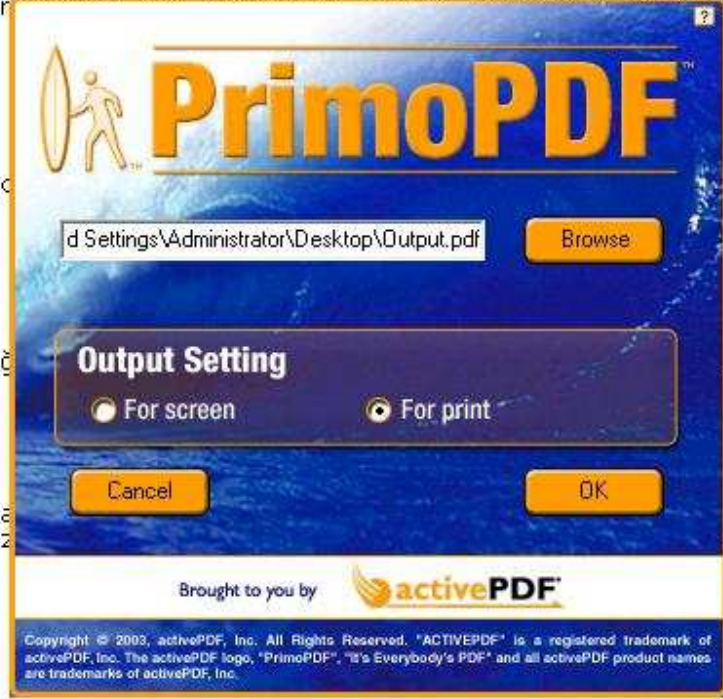 ?
PrimoPDF™
d Settings\Administrator\Desktop\Output.pdf
Browse
Output Setting
For screen
For print
Cancel
OK
Brought to you by activePDF
Copyright © 2003, activePDF, Inc. All Rights Reserved. "ACTIVEPDF" is a registered trademark of
activePDF, Inc. The activePDF logo, "PrimoPDF", "It's Everybody's PDF" and all activePDF product names
are trademarks of activePDF, Inc.